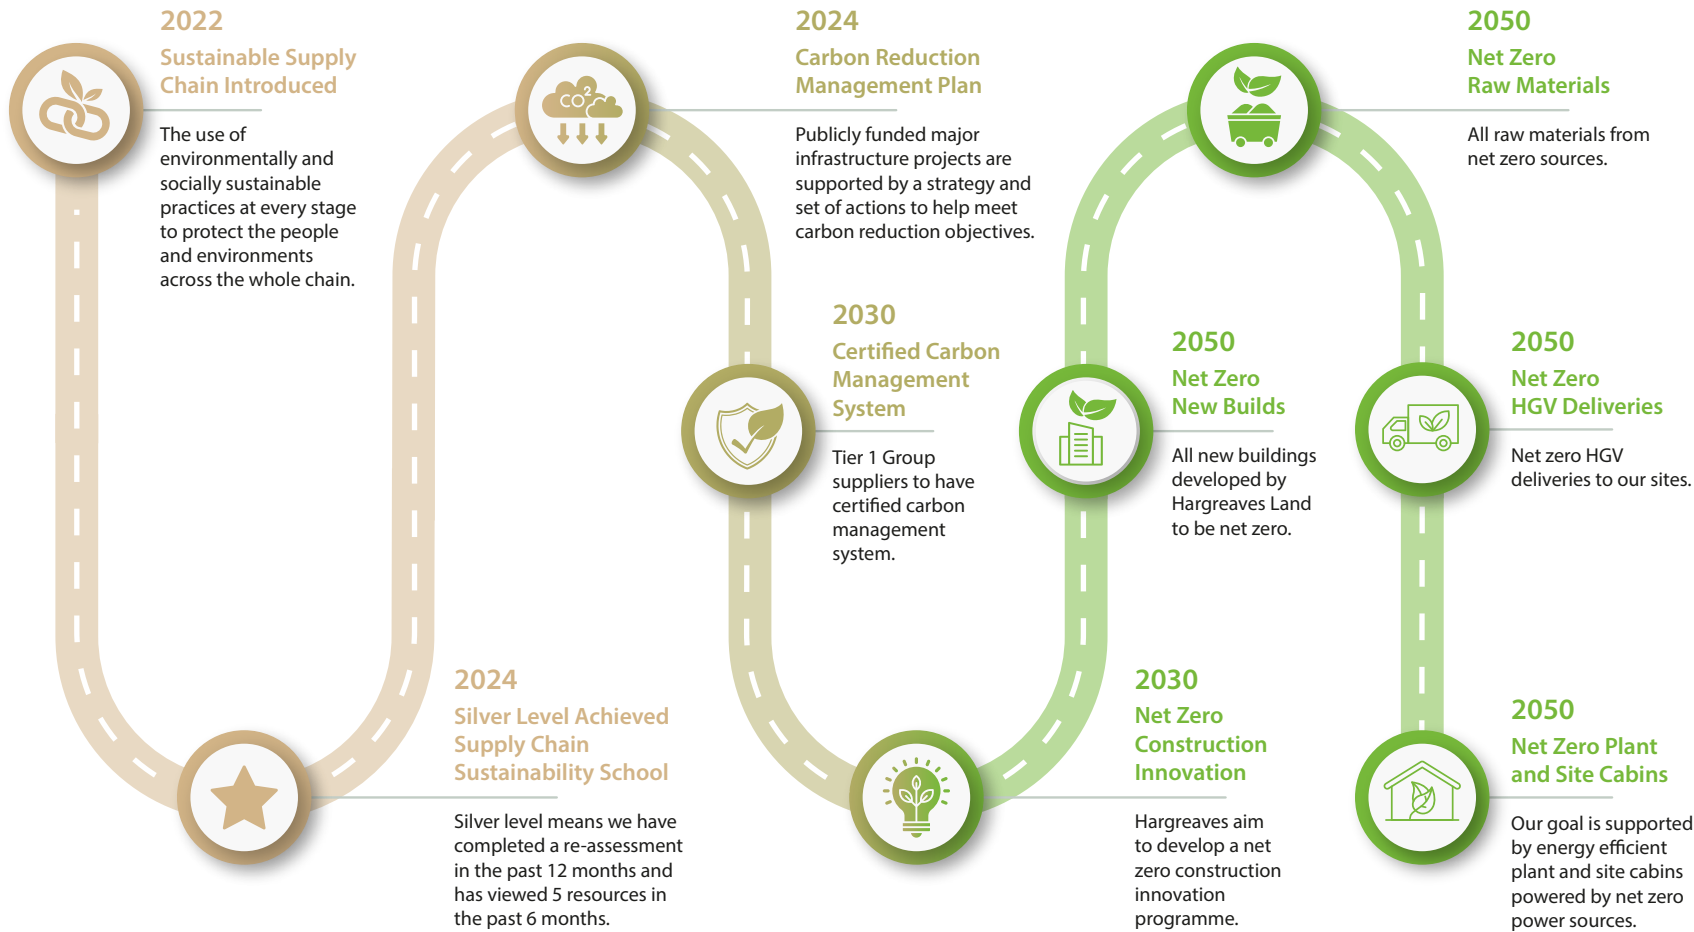 2022
Sustainable Supply
Chain Introduced
The use of
environmentally and
socially sustainable
practices at every stage
to protect the people
and environments
across the whole chain.
2024
Silver Level Achieved
Supply Chain
Sustainability School
Silver level means we have
completed a re-assessment
in the past 12 months and
has viewed 5 resources in
the past 6 months.
CO2
2024
Carbon Reduction
Management Plan
Publicly funded major
infrastructure projects are
supported by a strategy and
set of actions to help meet
carbon reduction objectives.
2030
Certified Carbon
Management
System
Tier 1 Group
suppliers to have
certified carbon
management
system.
2030
Net Zero
Construction
Innovation
Hargreaves aim
to develop a net
zero construction
innovation
programme.
2050
Net Zero
New Builds
All new buildings
developed by
Hargreaves Land
to be net zero.
2050
Net Zero
Raw Materials
All raw materials from
net zero sources.
2050
Net Zero
HGV Deliveries
Net zero HGV
deliveries to our sites.
2050
Net Zero Plant
and Site Cabins
Our goal is supported
by energy efficient
plant and site cabins
powered by net zero
power sources.